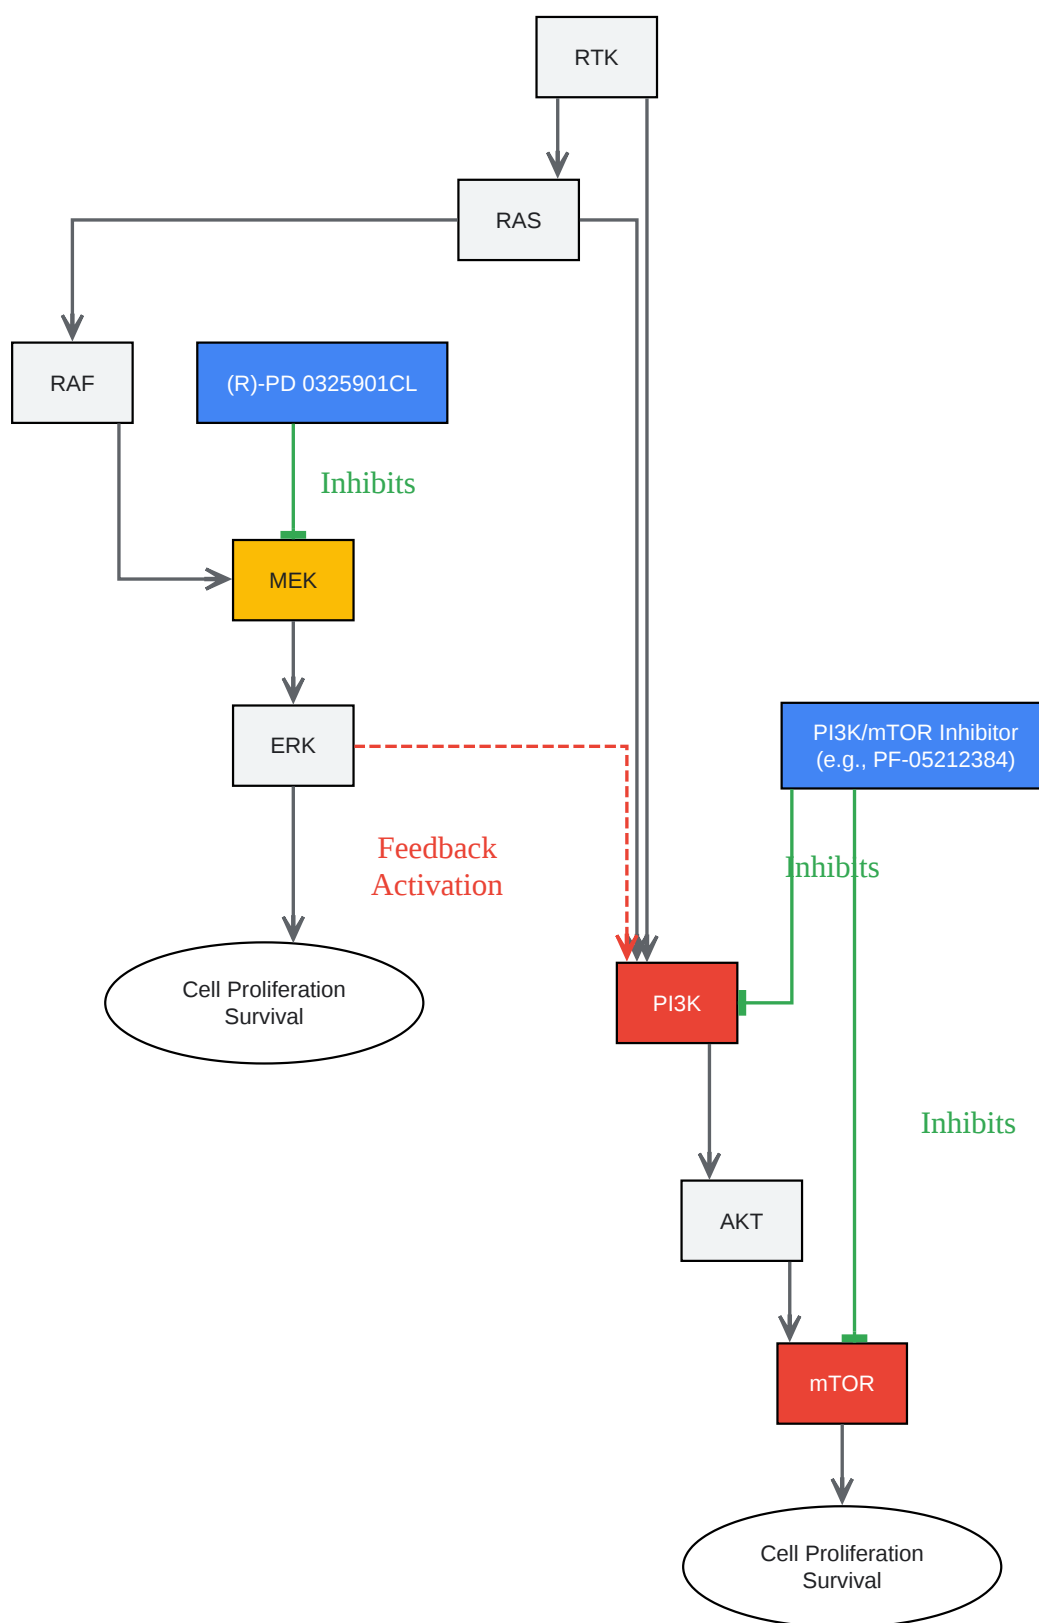 RTK
RAS
RAF
(R)-PD 0325901CL
Inhibits
MEK
ERK
PI3K/mTOR Inhibitor
(e.g., PF-05212384)
Feedback
Activation
Inhibits
Cell Proliferation
Survival
PI3K
Inhibits
AKT
mTOR
Cell Proliferation
Survival